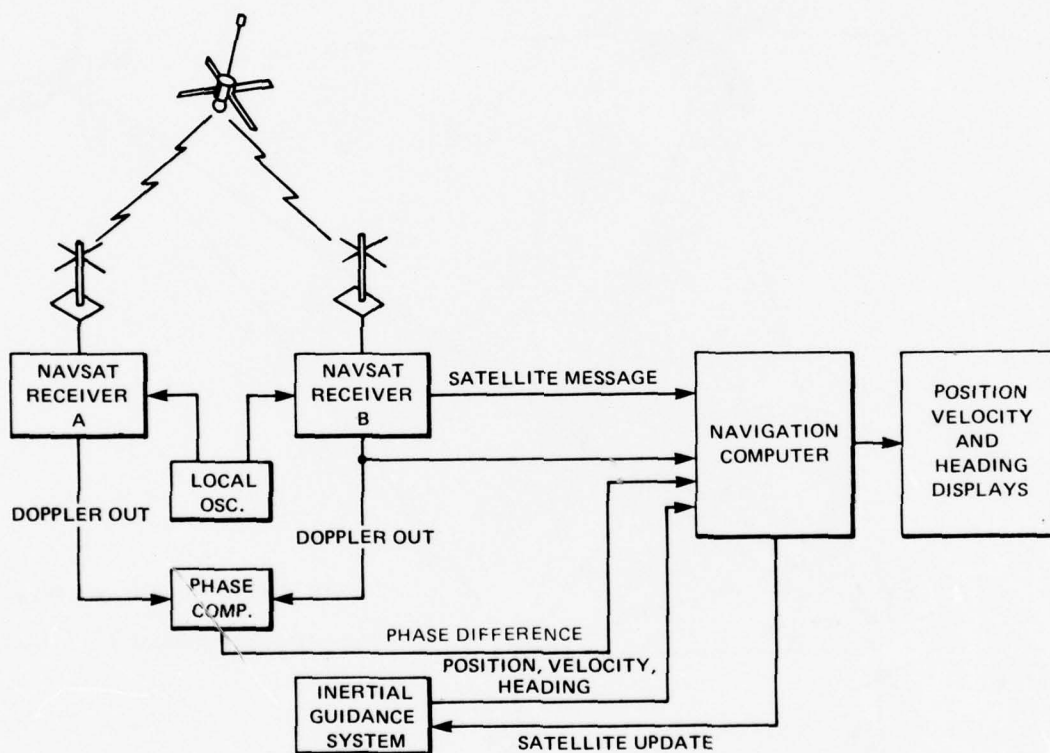 NAVSAT
RECEIVER
A
NAVSAT
RECEIVER
B
SATELLITE MESSAGE
NAVIGATION
COMPUTER
POSITION
VELOCITY
AND
HEADING
DISPLAYS
LOCAL
OSC.
DOPPLER OUT
DOPPLER OUT
PHASE
COMP.
PHASE DIFFERENCE
POSITION, VELOCITY,
HEADING
INERTIAL
GUIDANCE
SYSTEM
SATELLITE UPDATE